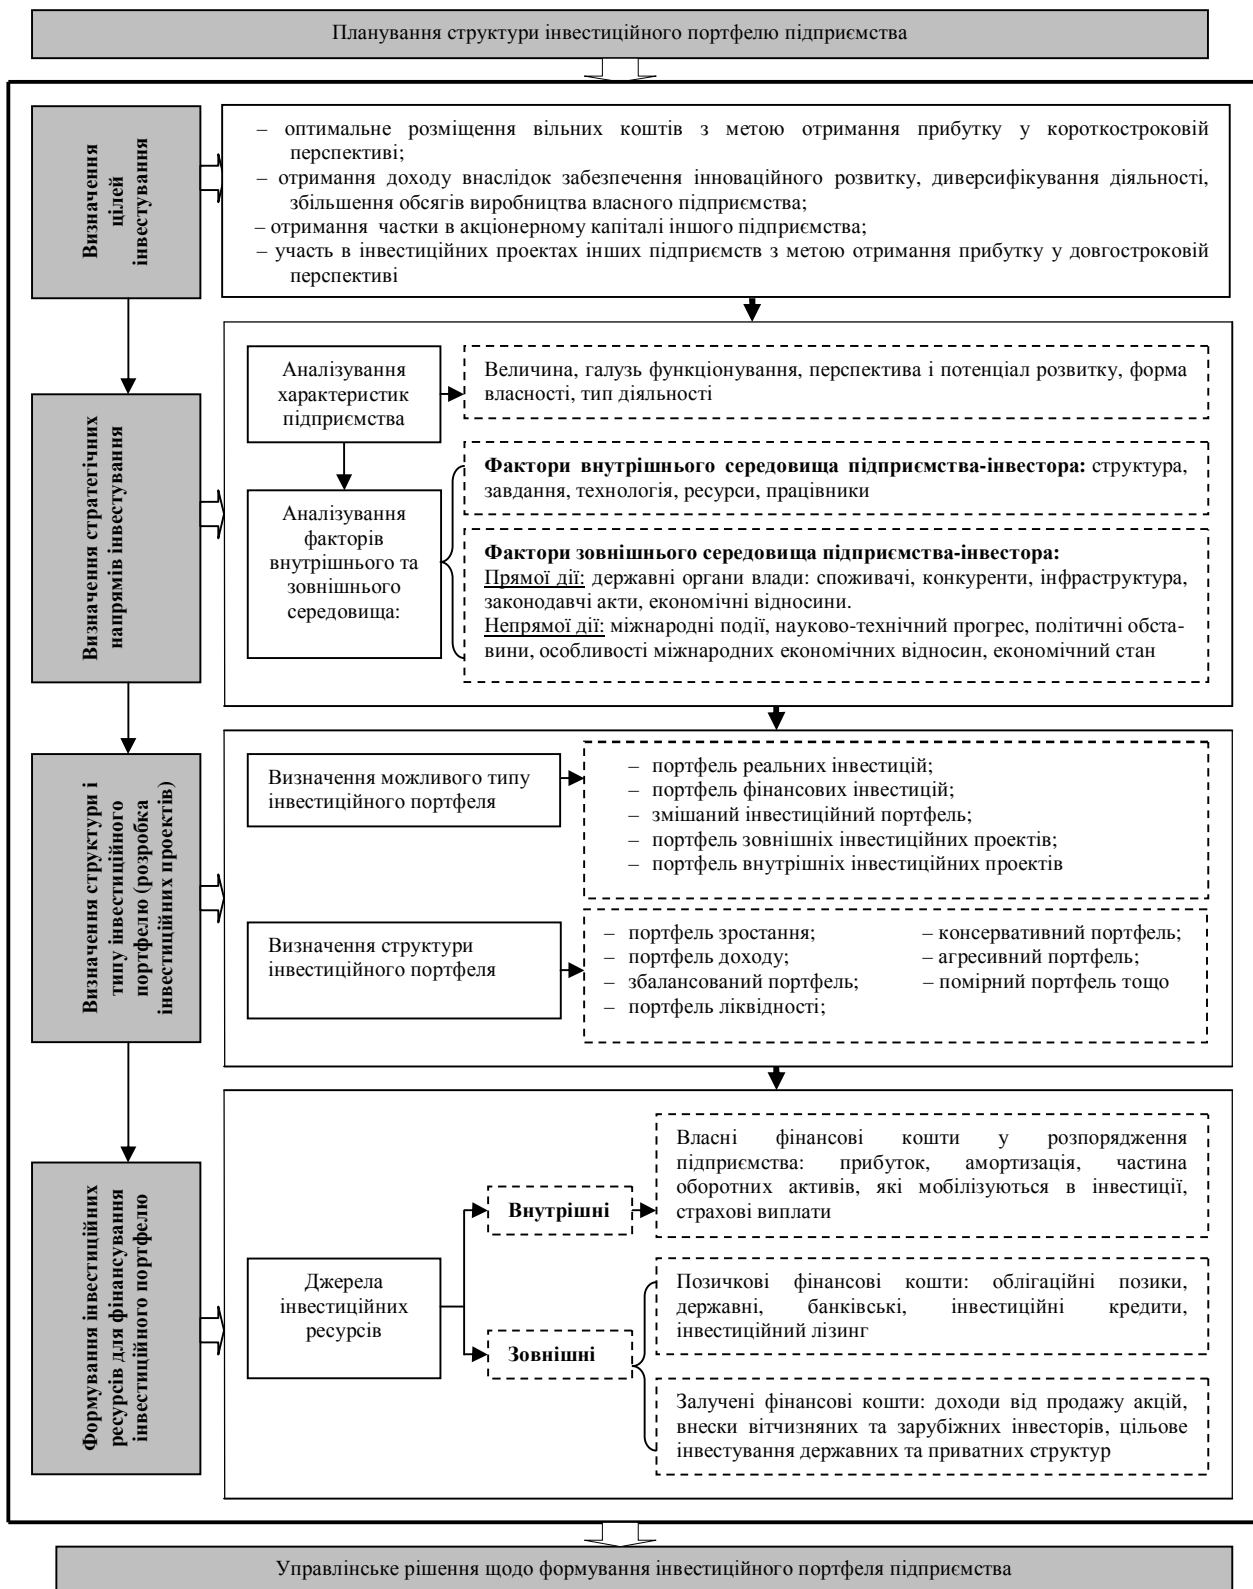 Планування структури інвестиційного портфелю підприємства
Визначення
цілей
інвестування
– оптимальне розміщення вільних коштів з метою отримання прибутку у короткостроковій
перспективі;
– отримання доходу внаслідок забезпечення інноваційного розвитку, диверсифікування діяльності,
збільшення обсягів виробництва власного підприємства;
– отримання частки в акціонерному капіталі іншого підприємства;
– участь в інвестиційних проектах інших підприємств з метою отримання прибутку у довгостроковій
перспективі
Визначення стратегічних
напрямів інвестування
Аналізування
характеристик
підприємства
Величина, галузь функціонування, перспектива і потенціал розвитку, форма
власності, тип діяльності
Аналізування
факторів
внутрішнього та
зовнішнього
середовища:
Фактори внутрішнього середовища підприємства-інвестора: структура,
завдання, технологія, ресурси, працівники
Фактори зовнішнього середовища підприємства-інвестора:
Прямої дії: державні органи влади: споживачі, конкуренти, інфраструктура,
законодавчі акти, економічні відносини.
Непрямої дії: міжнародні події, науково-технічний прогрес, політичні обста-
вини, особливості міжнародних економічних відносин, економічний стан
Визначення структури і
типу інвестиційного
портфелю (розробка
інвестиційних проектів)
Визначення можливого типу
інвестиційного портфеля
– портфель реальних інвестицій;
– портфель фінансових інвестицій;
– змішаний інвестиційний портфель;
– портфель зовнішніх інвестиційних проектів;
– портфель внутрішніх інвестиційних проектів
Визначення структури
інвестиційного портфеля
– портфель зростання;
– портфель доходу;
– збалансований портфель;
– портфель ліквідності;
– консервативний портфель;
– агресивний портфель;
– помірний портфель тощо
Формування інвестиційних
ресурсів для фінансування
інвестиційного портфелю
Джерела
інвестиційних
ресурсів
Внутрішні
Власні фінансові кошти у розпорядження
підприємства: прибуток, амортизація, частина
оборотних активів, які мобілізуються в інвестиції,
страхові виплати
Зовнішні
Позичкові фінансові кошти: облігаційні позики,
державні, банківські, інвестиційні кредити,
інвестиційний лізинг
Залучені фінансові кошти: доходи від продажу акцій,
внески вітчизняних та зарубіжних інвесторів, цільове
інвестування державних та приватних структур
Управлінське рішення щодо формування інвестиційного портфеля підприємства